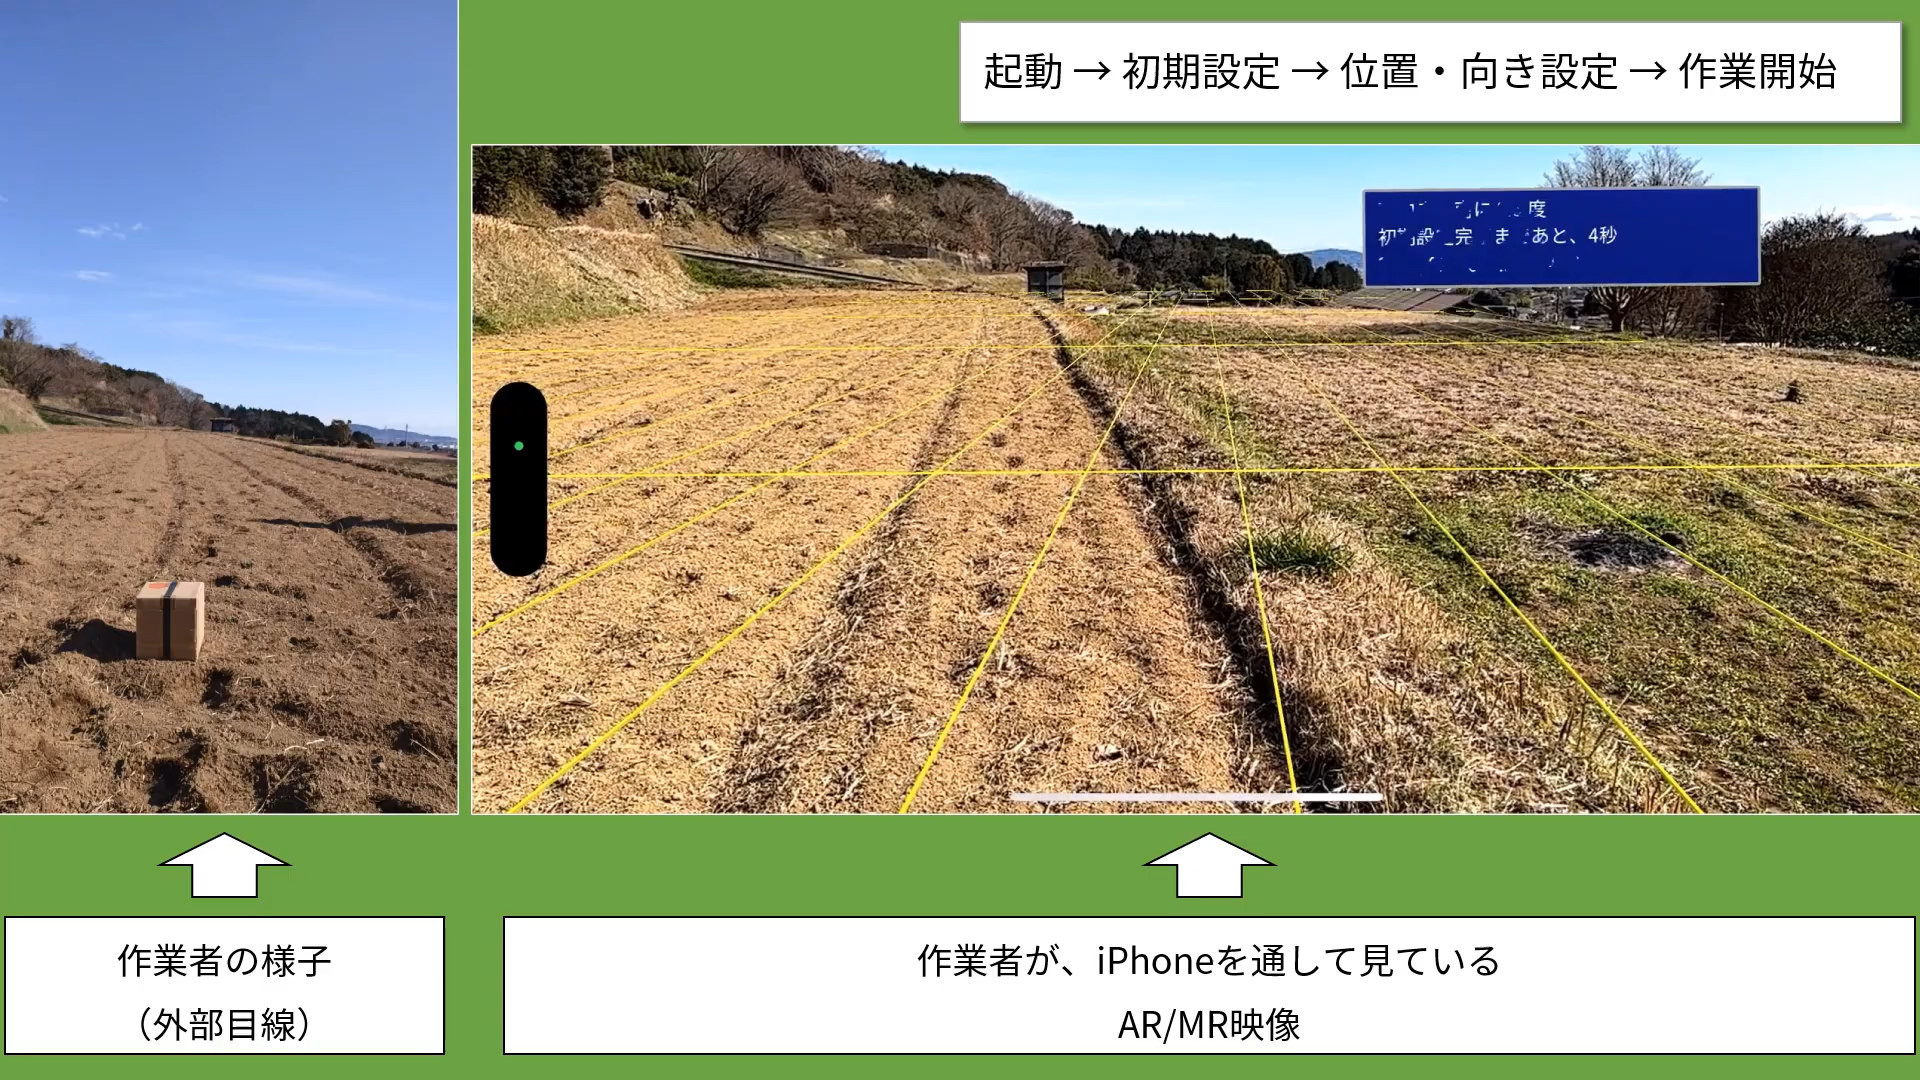 起動 → 初期設定 → 位置・向き設定 → 作業開始
度
あと、4秒
作業者の様子
（外部目線）
作業者が、iPhoneを通して見ている
AR/MR映像